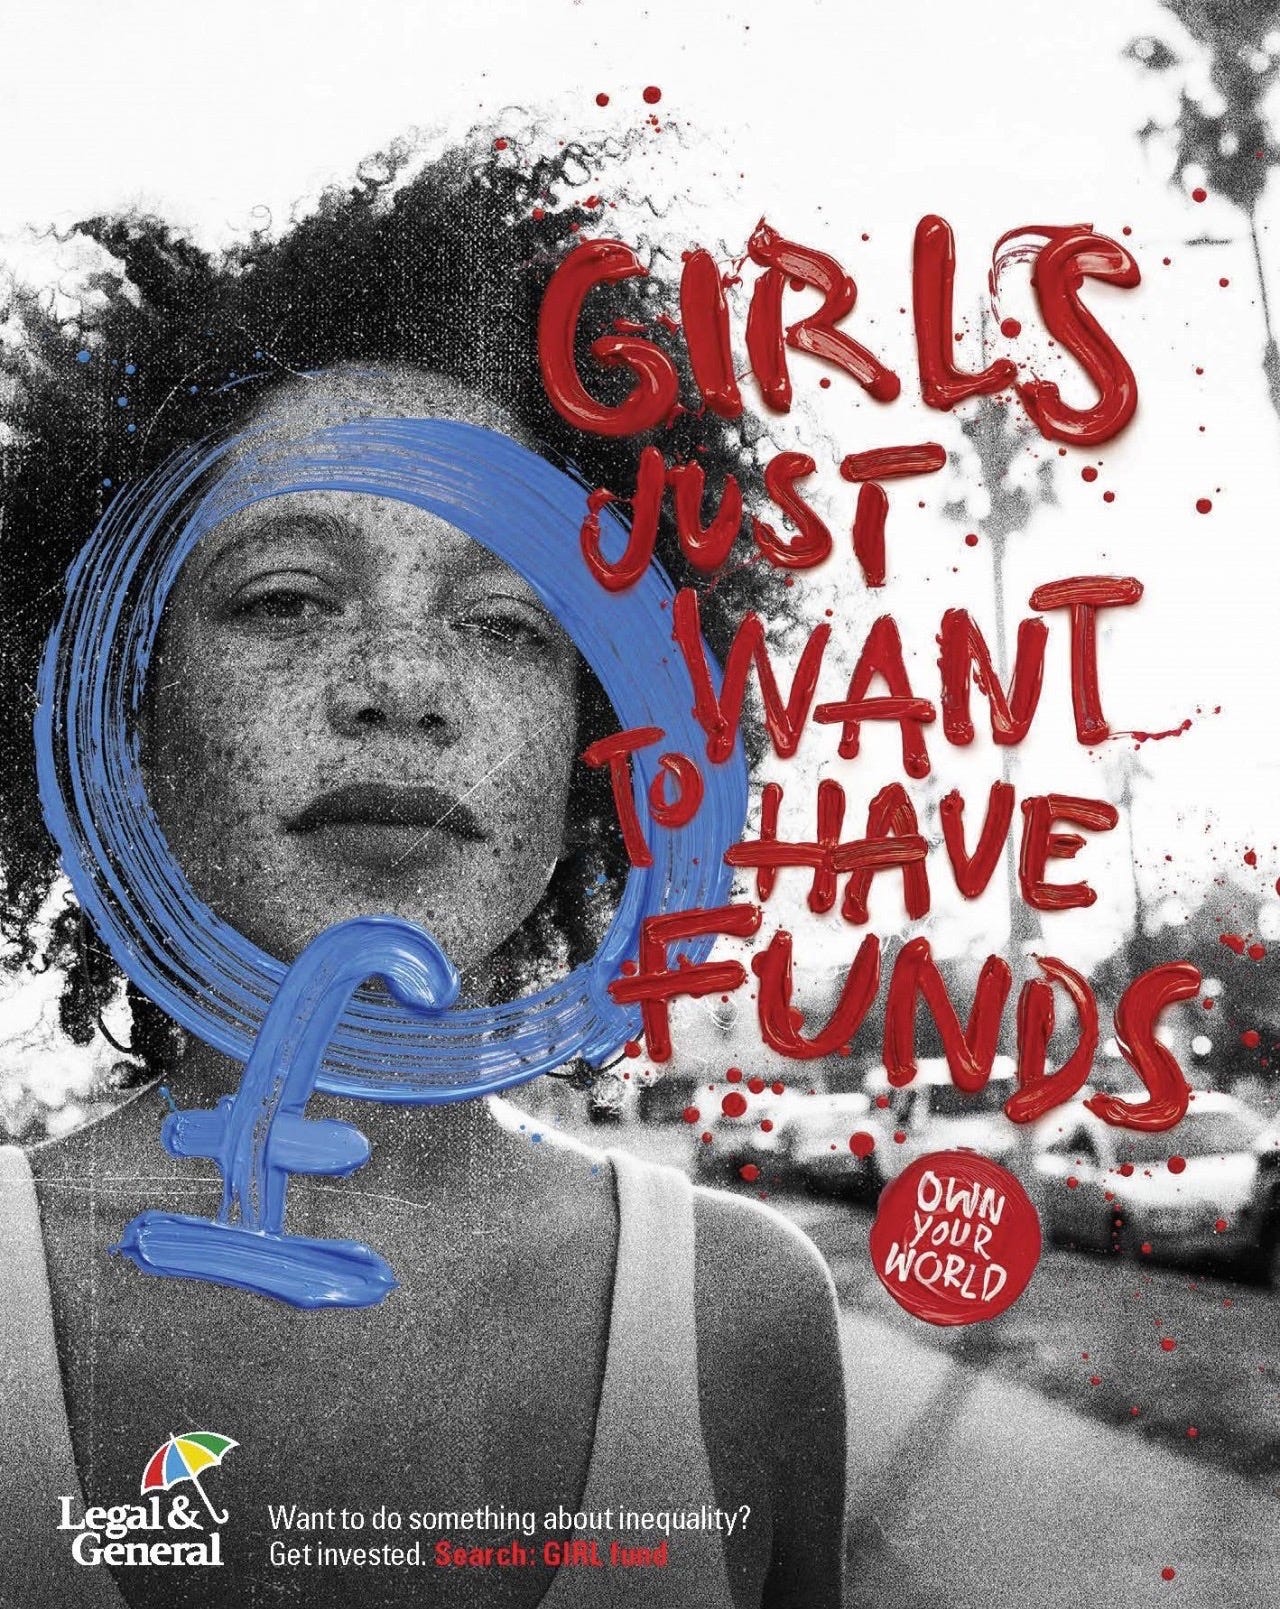 GIRLS
JUST
WANT
TO HAVE
FUNDS
£
OWN
YOUR
WORLD
Legal &
General
Want to do something about inequality?
Get invested. Search: GIRL fund